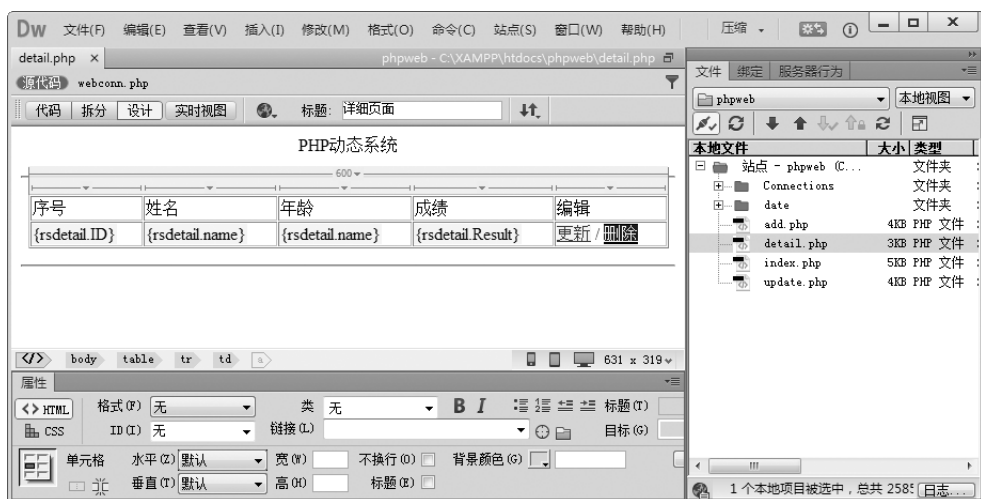 Dw 文件(F) 编辑(E) 查看(V) 插入(I) 修改(M) 格式(O) 命令(C) 站点(S) 窗口(W) 帮助(H) 压缩
detail.php × phpweb - C:\XAMPP\htdocs\phpweb\detail.php
源代码 webconn.php
代码 拆分 设计 实时视图 标题: 详细页面
PHP动态系统
600
序号 姓名 年龄 成绩 编辑
{rsdetail.ID} {rsdetail.name} {rsdetail.name} {rsdetail.Result} 更新 / 删除
body table tr td a 631 x 319
属性
<> HTML 格式(F) 无 类 无 B I 标题(T)
CSS ID(I) 无 链接(L) 目标(G)
单元格 水平(Z) 默认 宽(W) 不换行(O) 背景颜色(G)
垂直(T) 默认 高(H) 标题(E)
文件 绑定 服务器行为
phpweb 本地视图
本地文件 大小 类型
站点 - phpweb (C... 文件夹
Connections 文件夹
date 文件夹
add.php 4KB PHP 文件
detail.php 3KB PHP 文件
index.php 5KB PHP 文件
update.php 4KB PHP 文件
1 个本地项目被选中，总共 2585 日志...